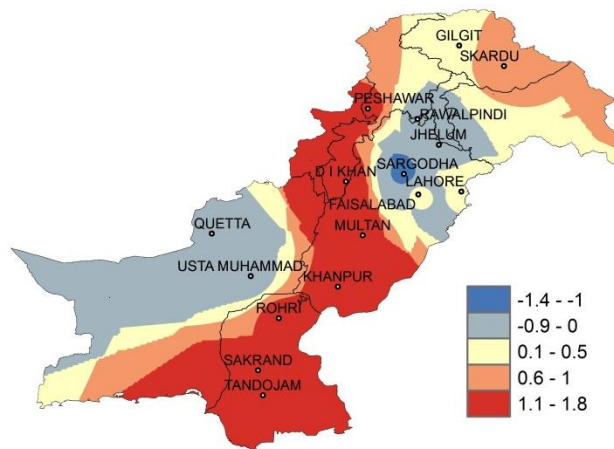 GILGIT
SKARDU
PESHAWAR
RAWALPINDI
JHELUM
SARGODHA
D I KHAN
LAHORE
FAISALABAD
QUETTA
MULTAN
USTA MUHAMMAD
KHANPUR
ROHRI
SAKRAND
TANDOJAM
-1.4 - -1
-0.9 - 0
0.1 - 0.5
0.6 - 1
1.1 - 1.8